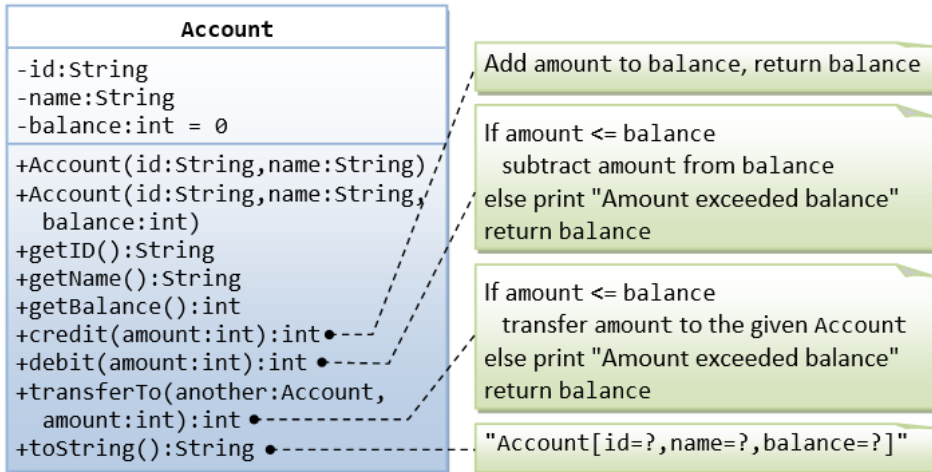 Account
-id:String
-name:String
-balance:int = 0
+Account(id:String,name:String)
+Account(id:String,name:String,
balance:int)
+getID():String
+getName():String
+getBalance():int
+credit(amount:int):int
+debit(amount:int):int
+transferTo(another:Account,
amount:int):int
+toString():String
Add amount to balance, return balance
If amount <= balance
subtract amount from balance
else print "Amount exceeded balance"
return balance
If amount <= balance
transfer amount to the given Account
else print "Amount exceeded balance"
return balance
"Account[id=?,name=?,balance=?]"